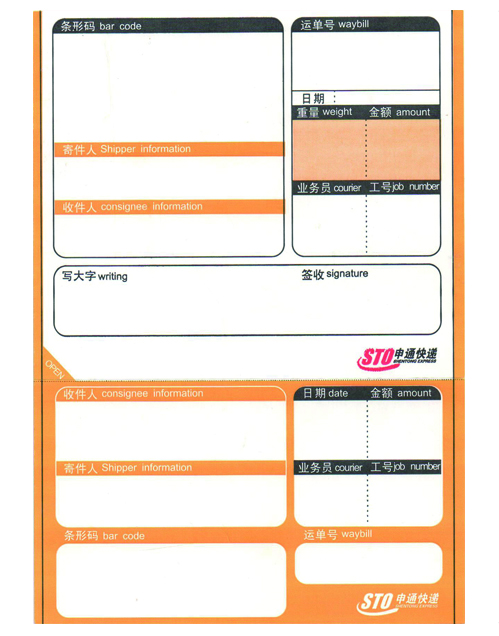 条形码 bar code
运单号 waybill
日期 :
重量 weight 金额 amount
寄件人 Shipper information
业务员 courier 工号job number
收件人 consignee information
写大字 writing
签收 signature
STO 申通快递
SHENTONG EXPRESS
OPEN
收件人 consignee information
日期 date 金额 amount
寄件人 Shipper information
业务员 courier 工号job number
条形码 bar code
运单号 waybill
STO 申通快递
SHENTONG EXPRESS